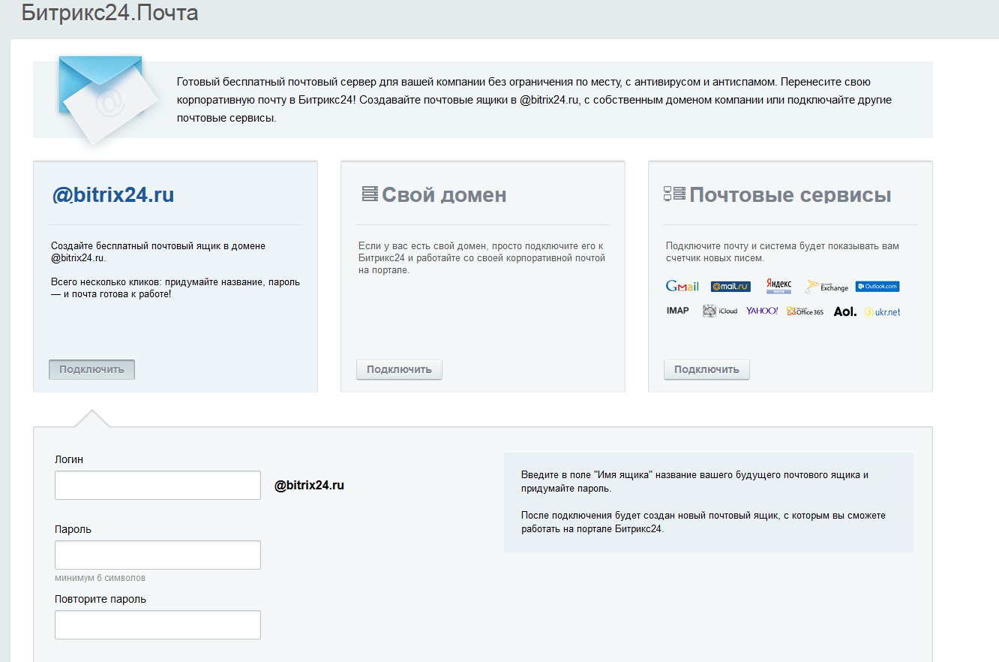 Битрикс24.Почта
Готовый бесплатный почтовый сервер для вашей компании без ограничения по месту, с антивирусом и антиспамом. Перенесите свою
корпоративную почту в Битрикс24! Создавайте почтовые ящики в @bitrix24.ru, с собственным доменом компании или подключайте другие
почтовые сервисы.
@bitrix24.ru
Создайте бесплатный почтовый ящик в домене
@bitrix24.ru.
Всего несколько кликов: придумайте название, пароль
— и почта готова к работе!
Подключить
Свой домен
Если у вас есть свой домен, просто подключите его к
Битрикс24 и работайте со своей корпоративной почтой
на портале.
Подключить
Почтовые сервисы
Подключите почту и система будет показывать вам
счетчик новых писем.
Gmail @mail.ru Яндекс почта Microsoft Exchange Outlook.com
IMAP iCloud YAHOO! Office 365 Aol. ukr.net
Подключить
Логин
@bitrix24.ru
Пароль
минимум 6 символов
Повторите пароль
Введите в поле "Имя ящика" название вашего будущего почтового ящика и
придумайте пароль.
После подключения будет создан новый почтовый ящик, с которым вы сможете
работать на портале Битрикс24.